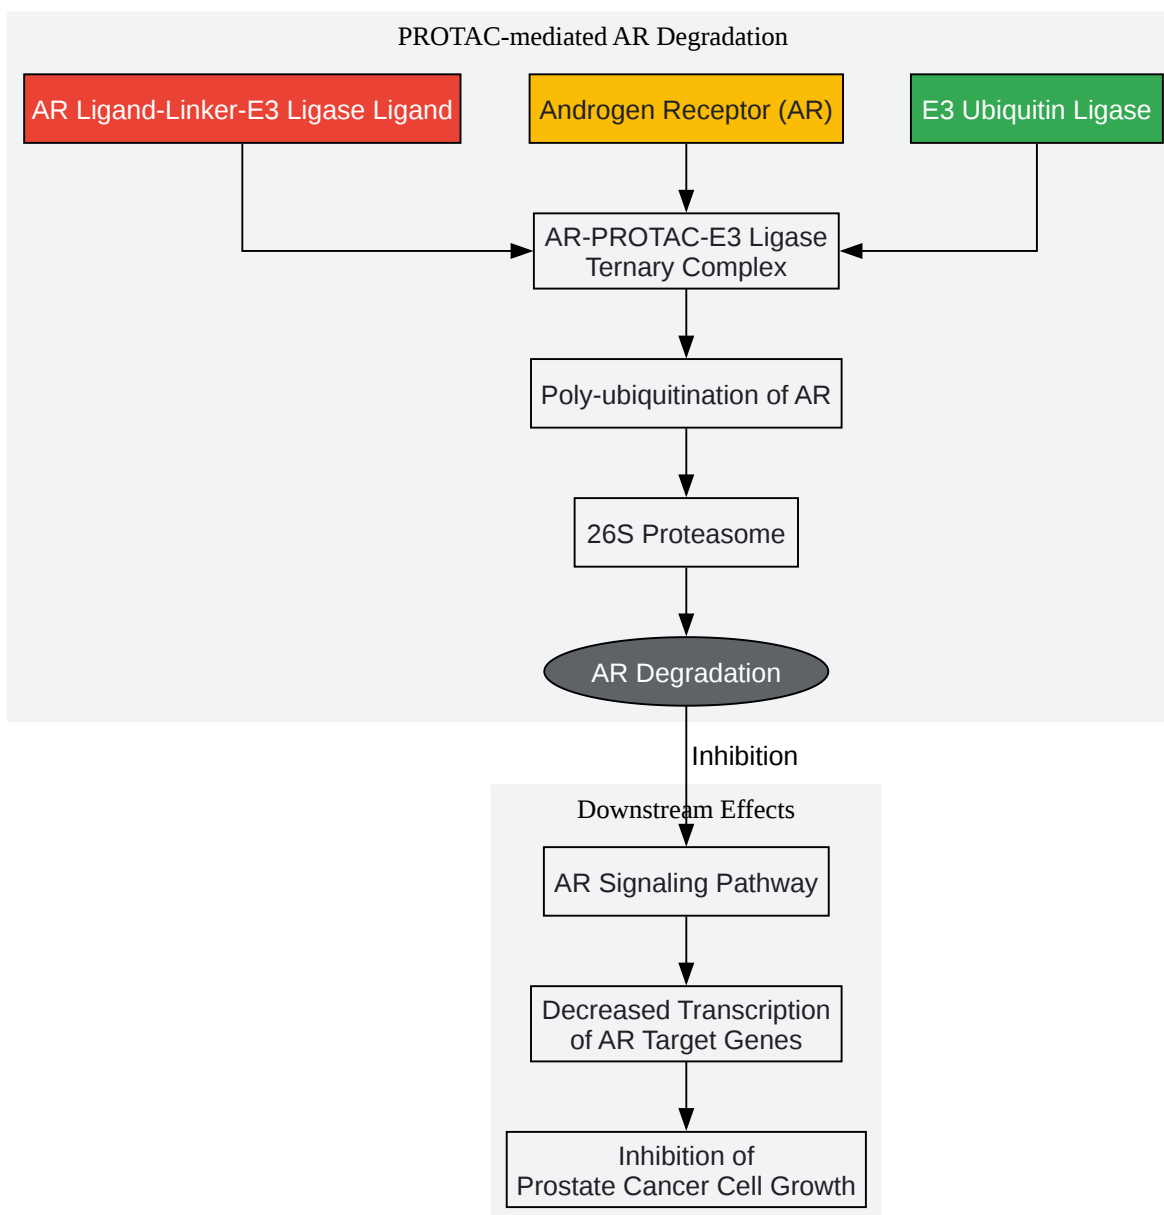 PROTAC-mediated AR Degradation
AR Ligand-Linker-E3 Ligase Ligand
Androgen Receptor (AR)
E3 Ubiquitin Ligase
AR-PROTAC-E3 Ligase
Ternary Complex
Poly-ubiquitination of AR
26S Proteasome
AR Degradation
Inhibition
Downstream Effects
AR Signaling Pathway
Decreased Transcription
of AR Target Genes
Inhibition of
Prostate Cancer Cell Growth